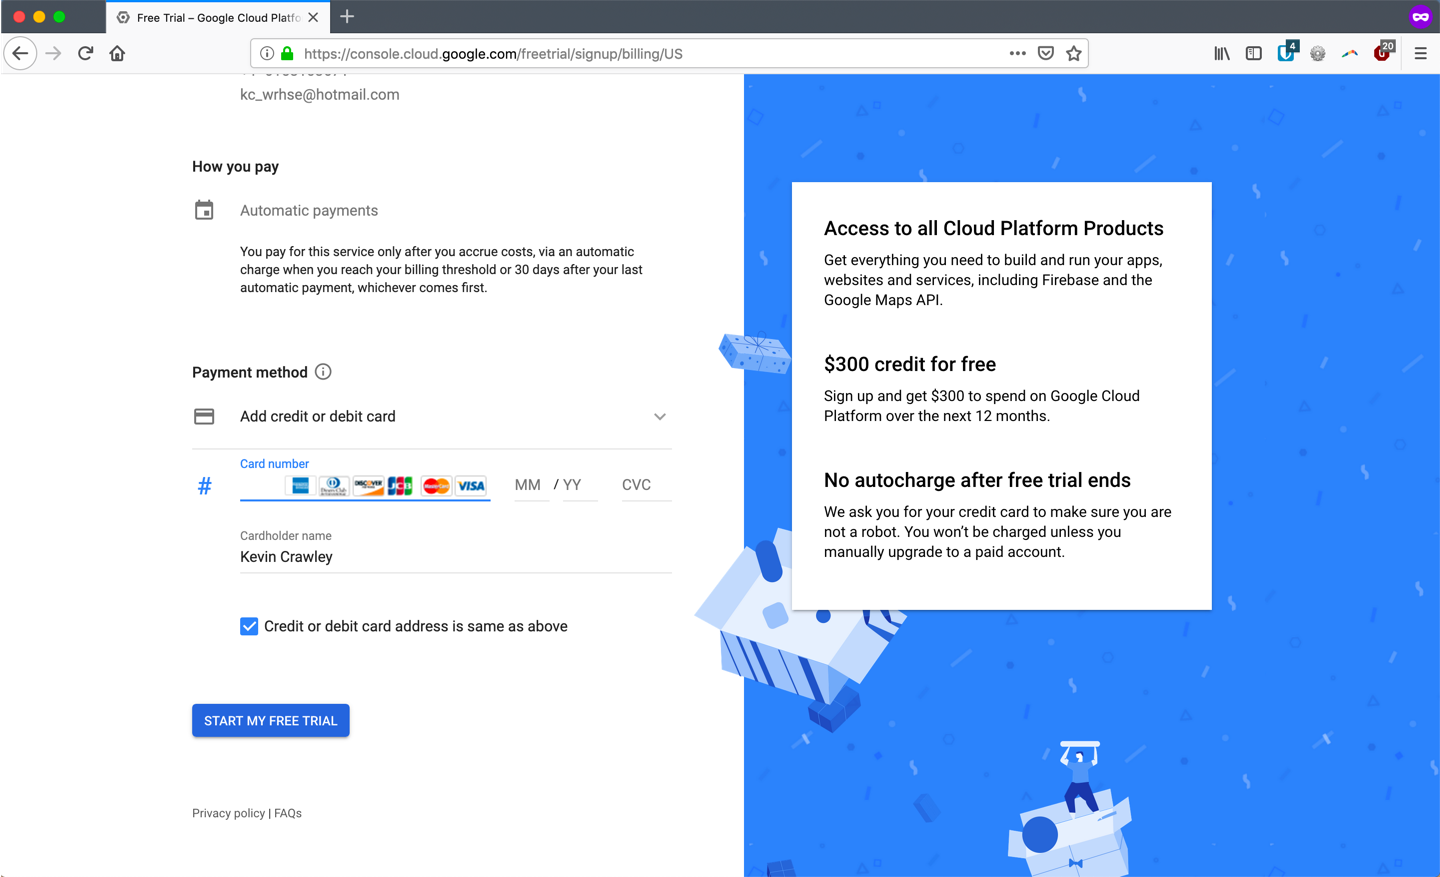 Free Trial – Google Cloud Platfo
https://console.cloud.google.com/freetrial/signup/billing/US
4
20
kc_wrhse@hotmail.com
How you pay
Automatic payments
You pay for this service only after you accrue costs, via an automatic
charge when you reach your billing threshold or 30 days after your last
automatic payment, whichever comes first.
Payment method
Add credit or debit card
Card number
#
DISCOVER
JCB
MasterCard
VISA
MM / YY
CVC
Cardholder name
Kevin Crawley
Credit or debit card address is same as above
START MY FREE TRIAL
Privacy policy | FAQs
Access to all Cloud Platform Products
Get everything you need to build and run your apps,
websites and services, including Firebase and the
Google Maps API.
$300 credit for free
Sign up and get $300 to spend on Google Cloud
Platform over the next 12 months.
No autocharge after free trial ends
We ask you for your credit card to make sure you are
not a robot. You won’t be charged unless you
manually upgrade to a paid account.